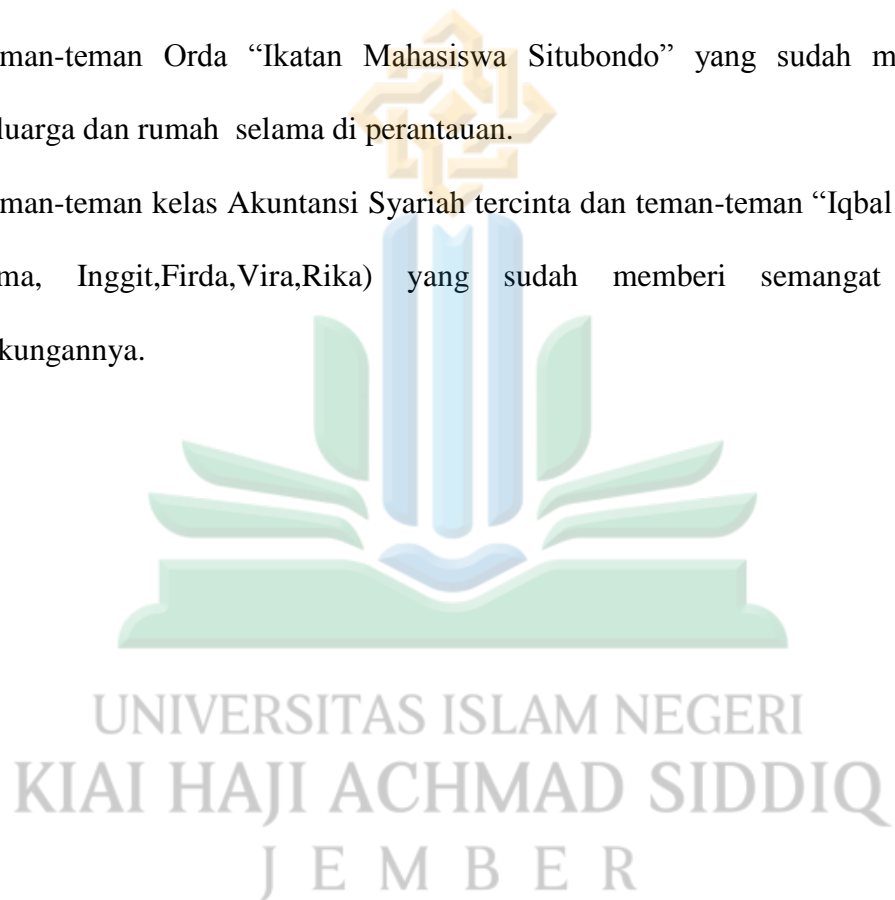 man-teman Orda “Ikatan Mahasiswa Situbondo” yang sudah m
luarga dan rumah selama di perantauan.
man-teman kelas Akuntansi Syariah tercinta dan teman-teman “Iqbal
ma, Inggit,Firda,Vira,Rika) yang sudah memberi semangat
kungannya.
UNIVERSITAS ISLAM NEGERI
KIAI HAJI ACHMAD SIDDIQ
JEMBER